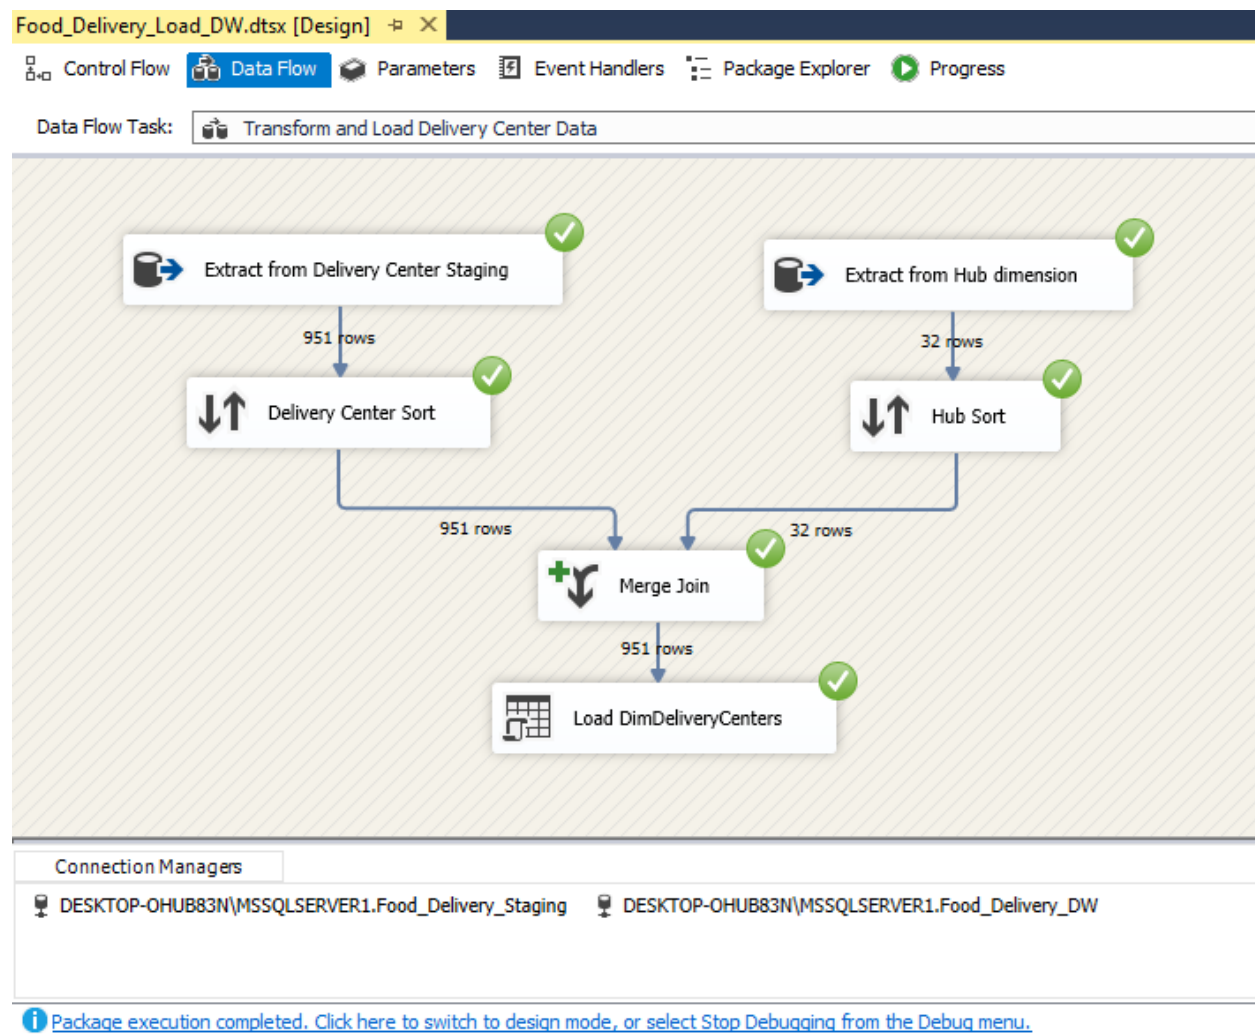 Food_Delivery_Load_DW.dtsx [Design]
Control Flow Data Flow Parameters Event Handlers Package Explorer Progress
Data Flow Task: Transform and Load Delivery Center Data
Extract from Delivery Center Staging
Extract from Hub dimension
951 rows
32 rows
Delivery Center Sort
Hub Sort
951 rows
32 rows
Merge Join
951 rows
Load DimDeliveryCenters
Connection Managers
DESKTOP-OHUB83N\MSSQLSERVER1.Food_Delivery_Staging DESKTOP-OHUB83N\MSSQLSERVER1.Food_Delivery_DW
Package execution completed. Click here to switch to design mode, or select Stop Debugging from the Debug menu.